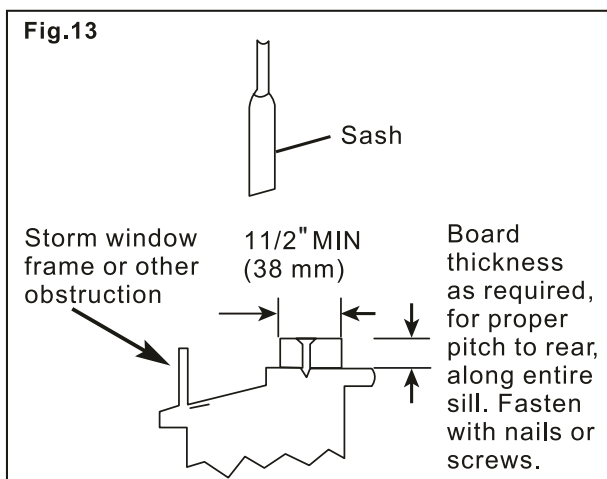 Fig.13
Sash
Storm window
frame or other
obstruction
11/2" MIN
(38 mm)
Board
thickness
as required,
for proper
pitch to rear,
along entire
sill. Fasten
with nails or
screws.